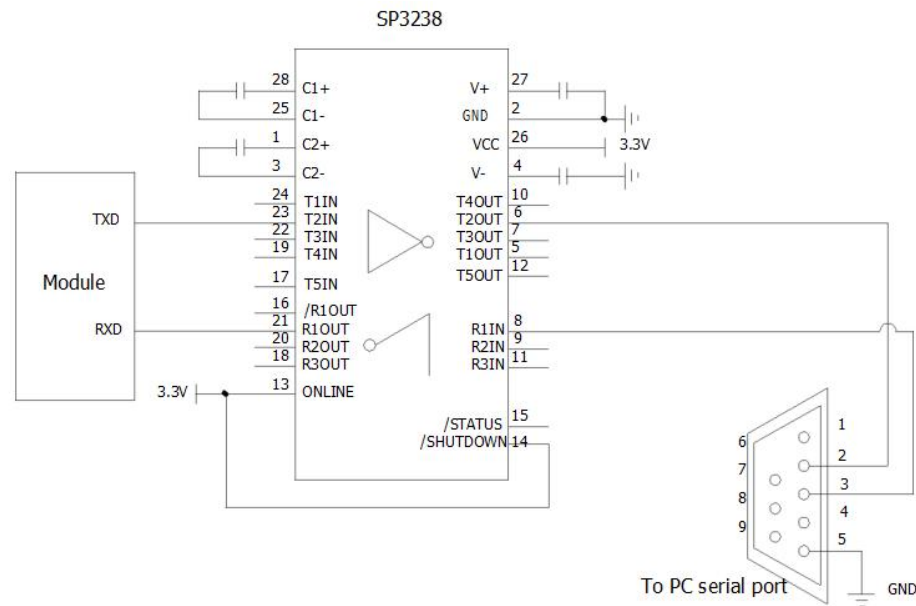 SP3238
28 C1+ V+ 27
25 C1- GND 2
1 C2+ VCC 26 3.3V
3 C2- V- 4
24 T1IN T4OUT 10
TXD 23 T2IN T2OUT 6
22 T3IN T3OUT 7
19 T4IN T1OUT 5
17 T5IN T5OUT 12
Module
16 /R1OUT
RXD 21 R1OUT R1IN 8
20 R2OUT R2IN 9
18 R3OUT R3IN 11
3.3V 13 ONLINE
/STATUS 15
/SHUTDOWN 14
1
6
2
7
3
8
4
9
5
To PC serial port GND